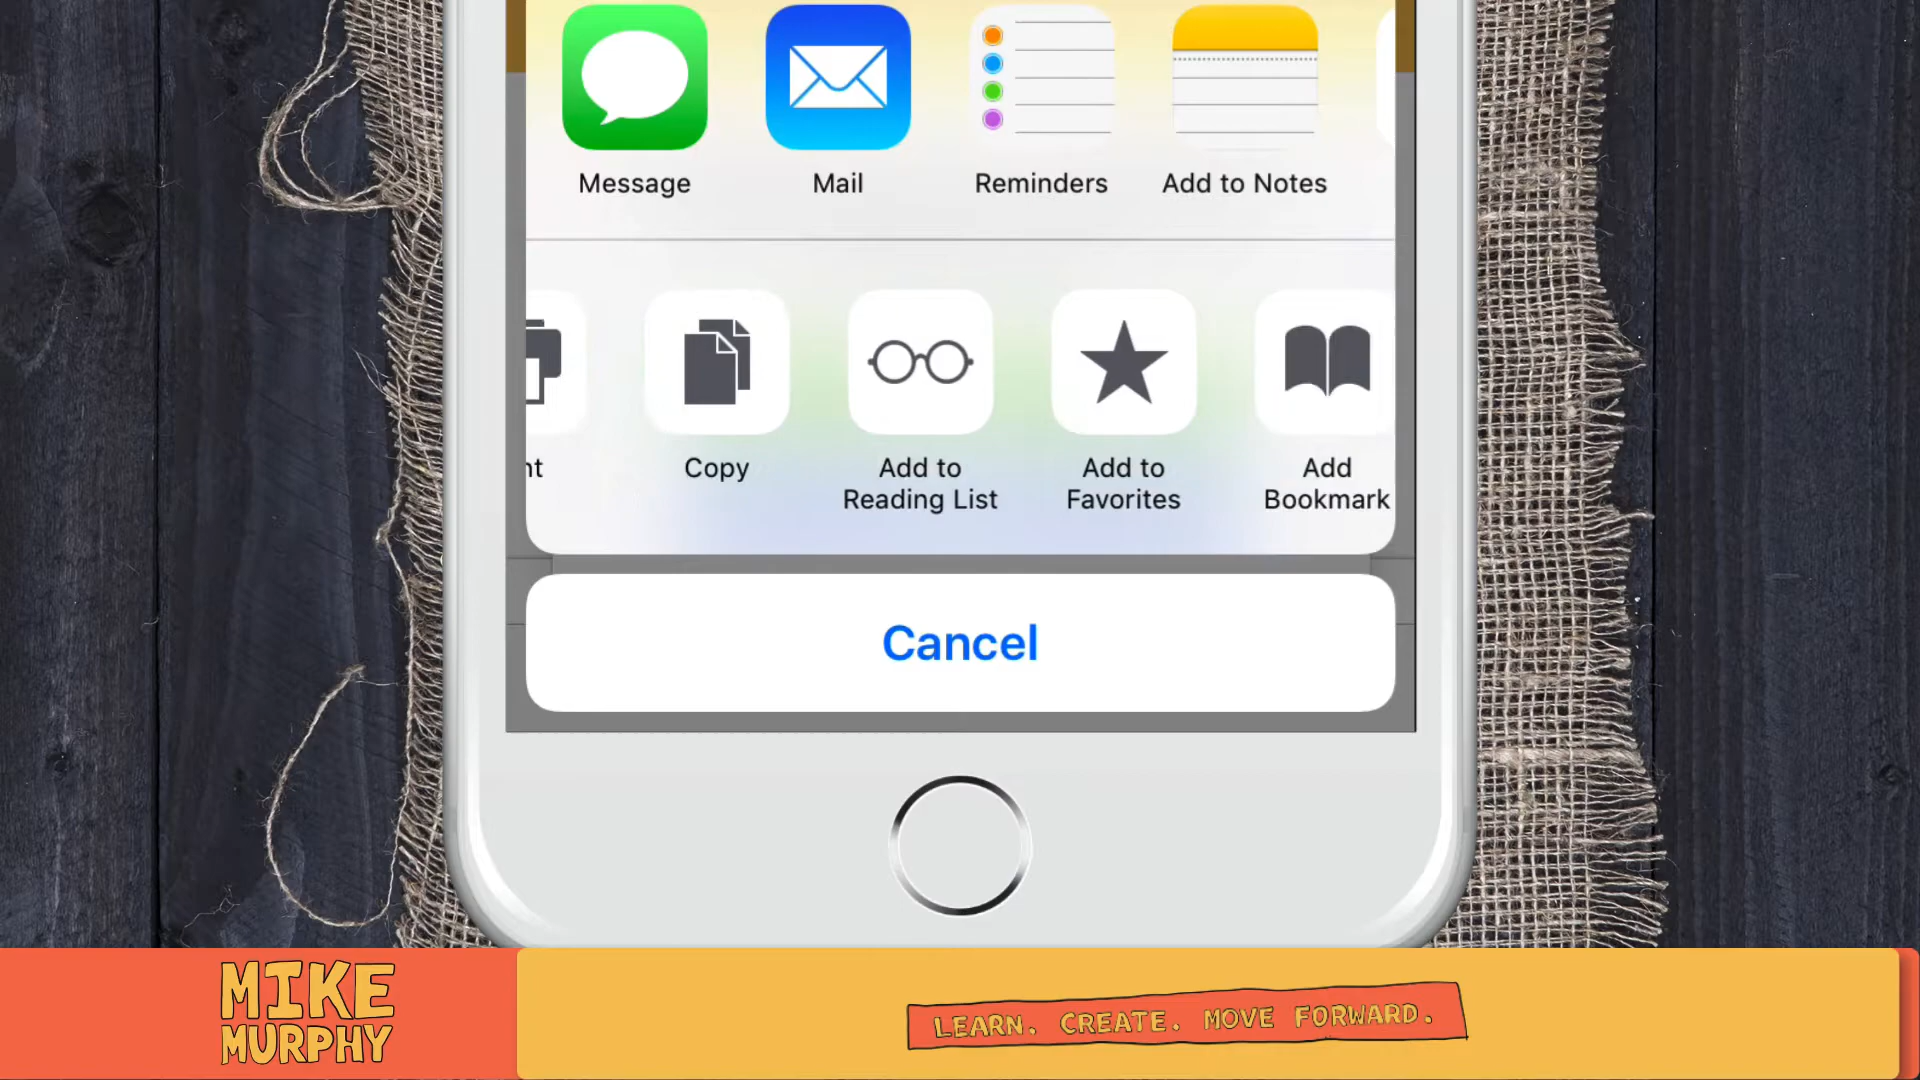 Message
Mail
Reminders
Add to Notes
nt
Copy
Add to
Reading List
Add to
Favorites
Add
Bookmark
Cancel
MIKE
MURPHY
LEARN. CREATE. MOVE FORWARD.